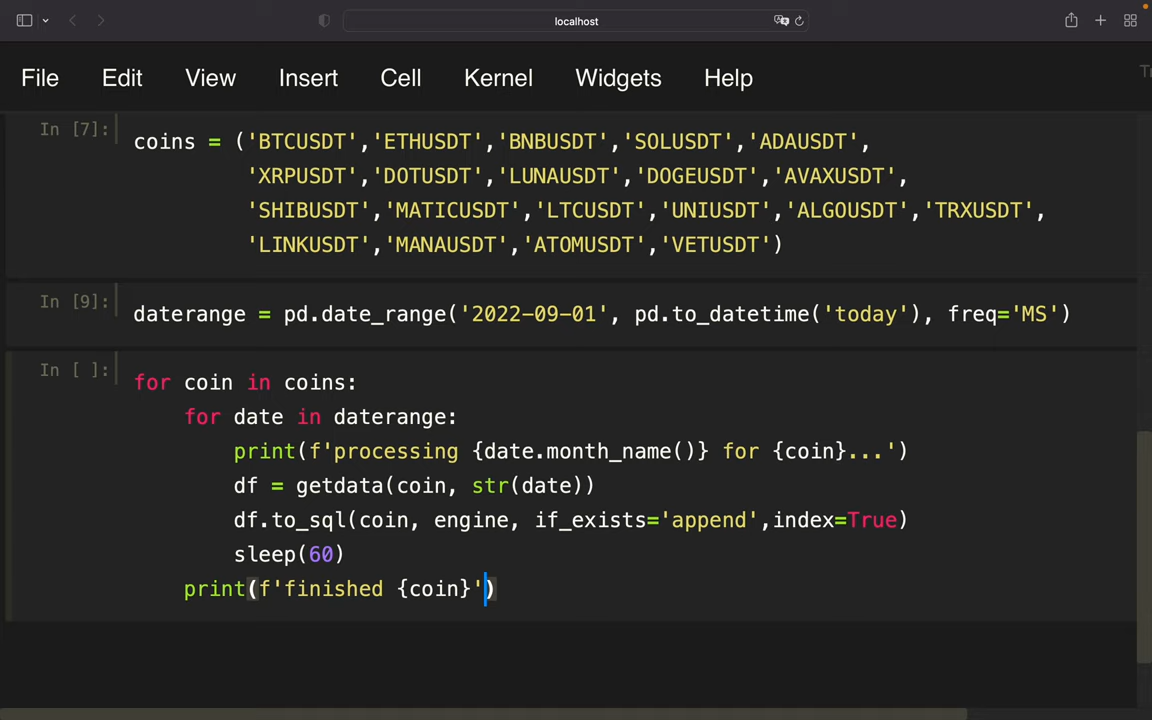 localhost
File Edit View Insert Cell Kernel Widgets Help
In [7]: coins = ('BTCUSDT','ETHUSDT','BNBUSDT','SOLUSDT','ADAUSDT',
'XRPUSDT','DOTUSDT','LUNAUSDT','DOGEUSDT','AVAXUSDT',
'SHIBUSDT','MATICUSDT','LTCUSDT','UNIUSDT','ALGOUSDT','TRXUSDT',
'LINKUSDT','MANAUSDT','ATOMUSDT','VETUSDT')
In [9]: daterange = pd.date_range('2022-09-01', pd.to_datetime('today'), freq='MS')
In [ ]: for coin in coins:
for date in daterange:
print(f'processing {date.month_name()} for {coin}...')
df = getdata(coin, str(date))
df.to_sql(coin, engine, if_exists='append',index=True)
sleep(60)
print(f'finished {coin}')